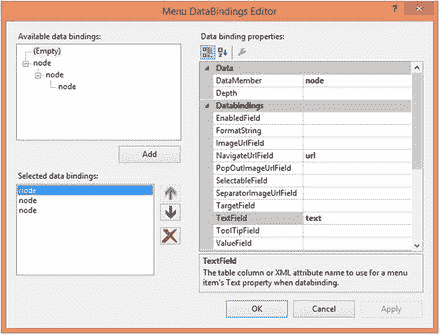 Menu DataBindings Editor
?
Available data bindings:
(Empty)
node
node
node
Add
Selected data bindings:
node
node
node
Data binding properties:
Data
DataMember node
Depth
Databindings
EnabledField
FormatString
ImageUrlField
NavigateUrlField url
PopOutImageUrlField
SelectableField
SeparatorImageUrlField
TargetField
TextField text
ToolTipField
ValueField
TextField
The table column or XML attribute name to use for a menu
item's Text property when databinding.
OK Cancel Apply